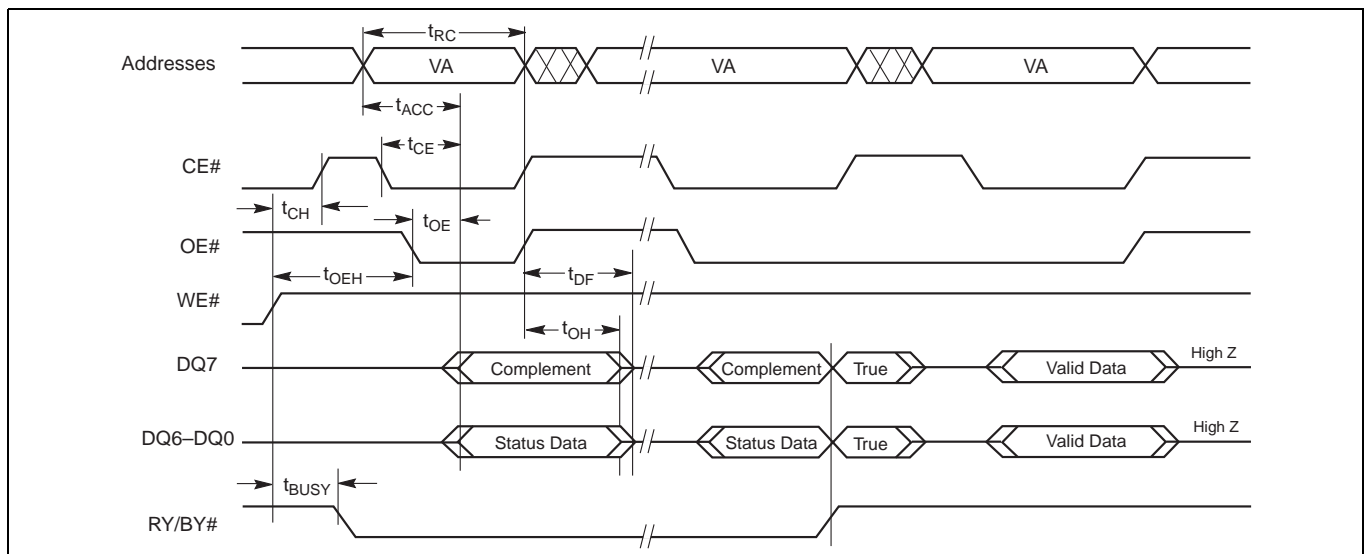 t_RC
Addresses VA VA VA
t_ACC
t_CE
CE#
t_CH
t_OE
OE#
t_OEH t_DF
WE#
t_OH
DQ7 Complement Complement True Valid Data High Z
DQ6–DQ0 Status Data Status Data True Valid Data High Z
t_BUSY
RY/BY#